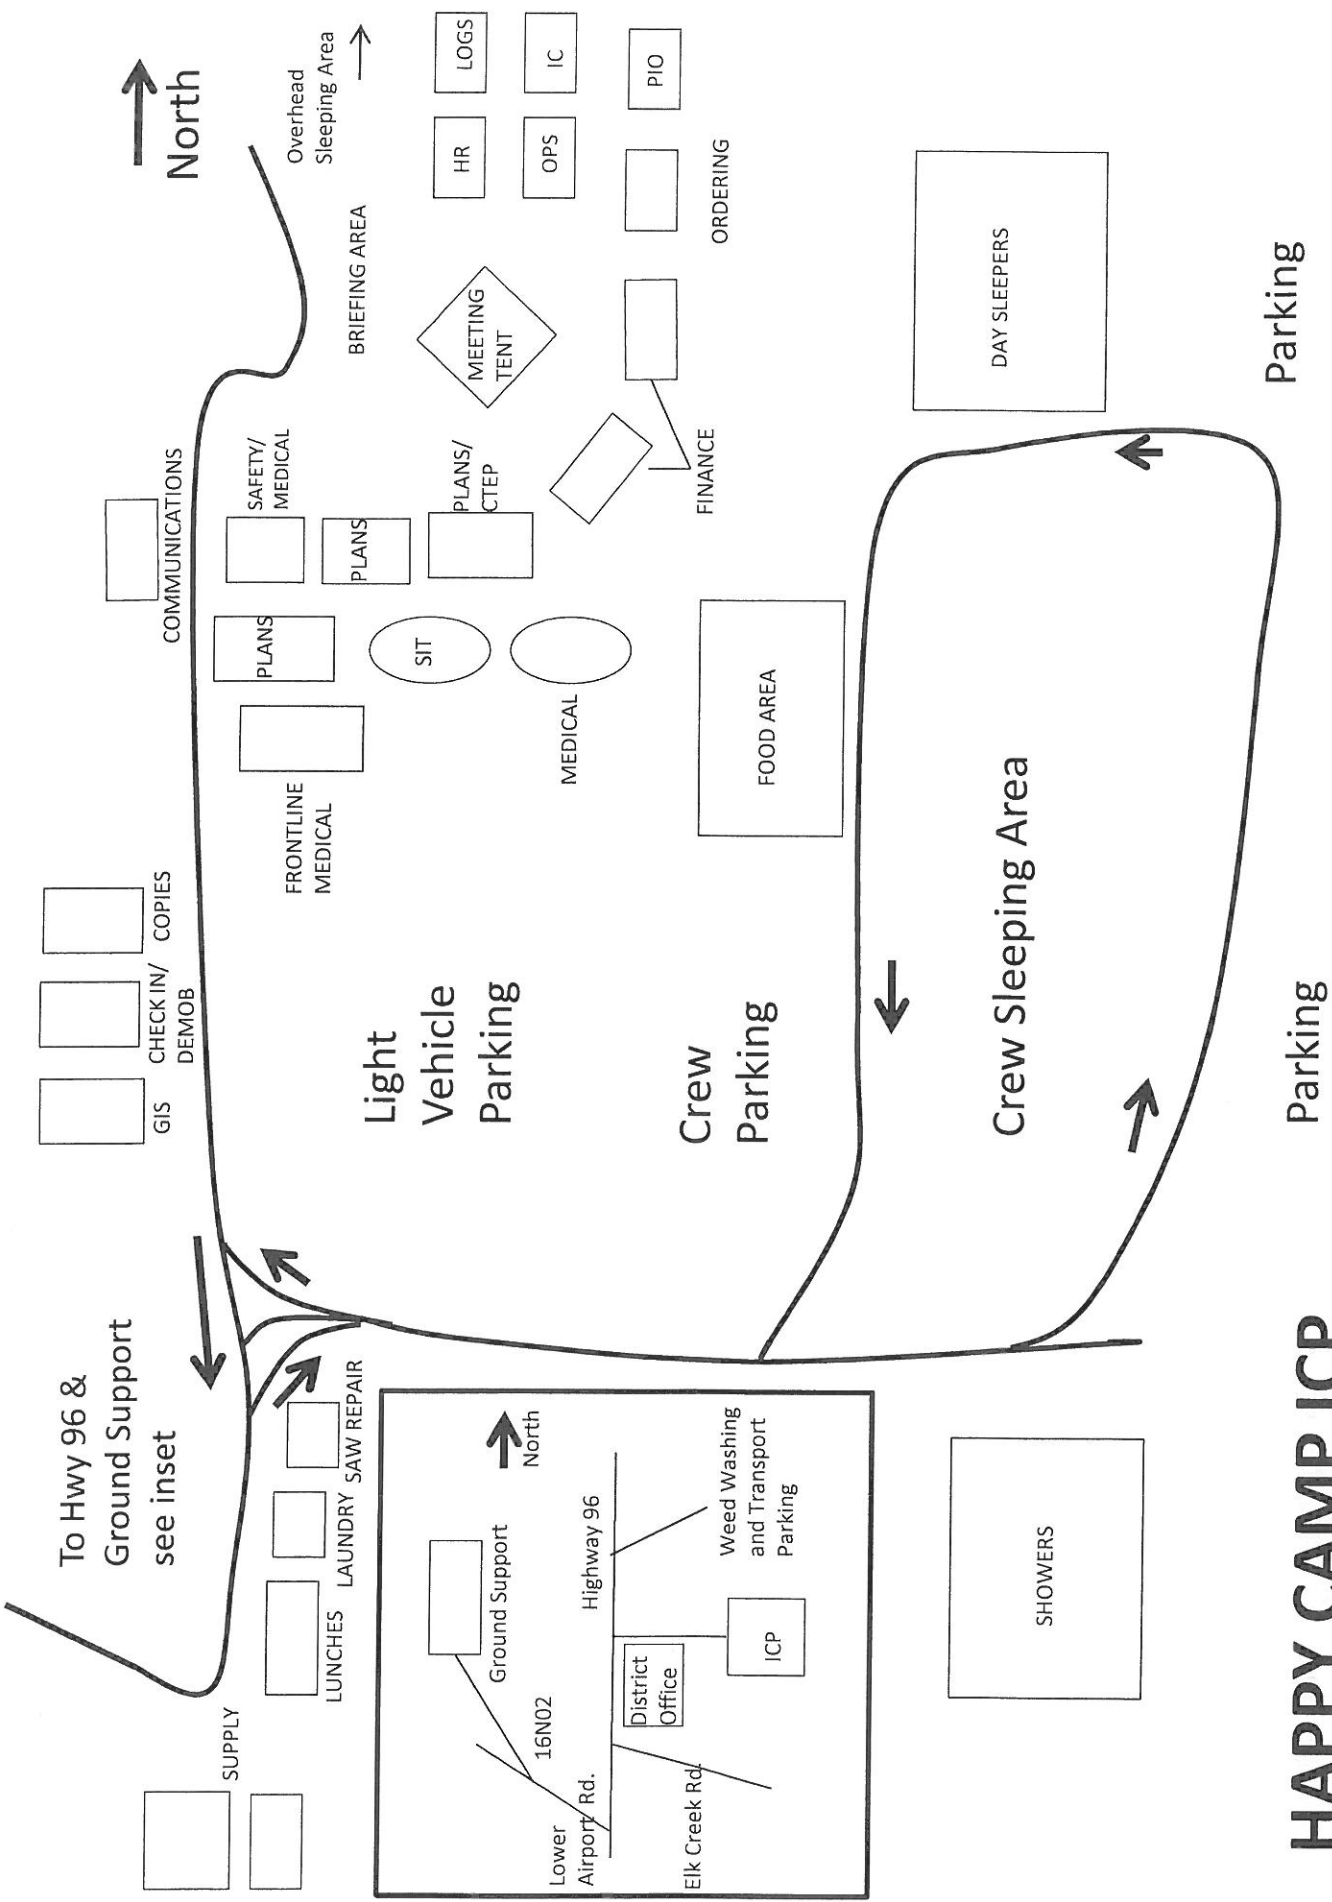 To Hwy 96 &
Ground Support
see inset
GIS
CHECK IN/
DEMOB
COPIES
COMMUNICATIONS
North
SUPPLY
LUNCHES
LAUNDRY
SAW REPAIR
FRONTLINE
MEDICAL
PLANS
SAFETY/
MEDICAL
PLANS
SIT
PLANS/
CTEP
MEDICAL
BRIEFING AREA
Overhead
Sleeping Area
MEETING
TENT
HR
LOGS
OPS
IC
PIO
ORDERING
FINANCE
Light
Vehicle
Parking
Crew
Parking
FOOD AREA
DAY SLEEPERS
Crew Sleeping Area
SHOWERS
Parking
Parking
North
Ground Support
16N02
Lower
Airport Rd.
Highway 96
District
Office
Elk Creek Rd.
ICP
Weed Washing
and Transport
Parking
HAPPY CAMP ICP